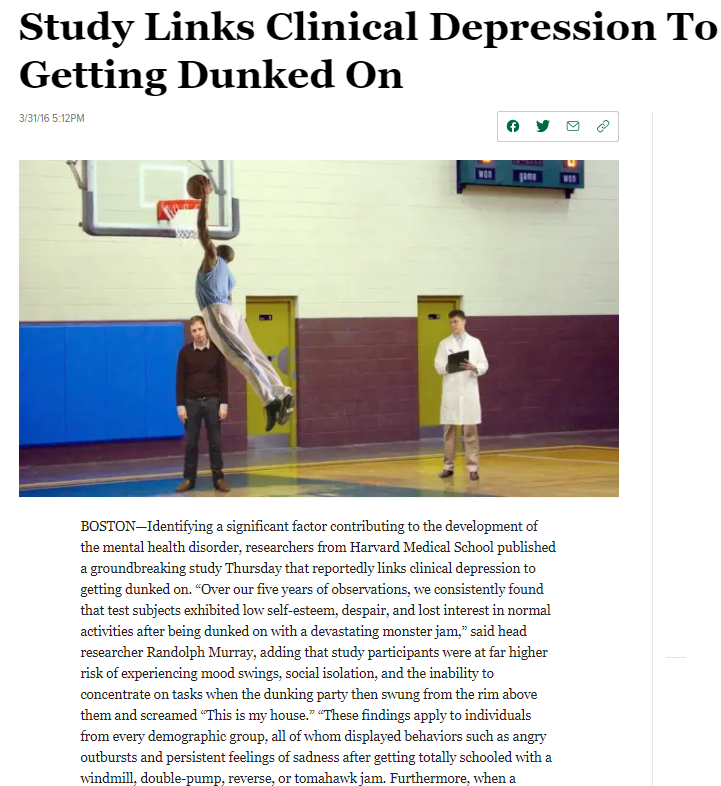 Study Links Clinical Depression To
Getting Dunked On
3/31/16 5:12PM
won game won
BOSTON—Identifying a significant factor contributing to the development of
the mental health disorder, researchers from Harvard Medical School published
a groundbreaking study Thursday that reportedly links clinical depression to
getting dunked on. “Over our five years of observations, we consistently found
that test subjects exhibited low self-esteem, despair, and lost interest in normal
activities after being dunked on with a devastating monster jam,” said head
researcher Randolph Murray, adding that study participants were at far higher
risk of experiencing mood swings, social isolation, and the inability to
concentrate on tasks when the dunking party then swung from the rim above
them and screamed “This is my house.” “These findings apply to individuals
from every demographic group, all of whom displayed behaviors such as angry
outbursts and persistent feelings of sadness after getting totally schooled with a
windmill, double-pump, reverse, or tomahawk jam. Furthermore, when a